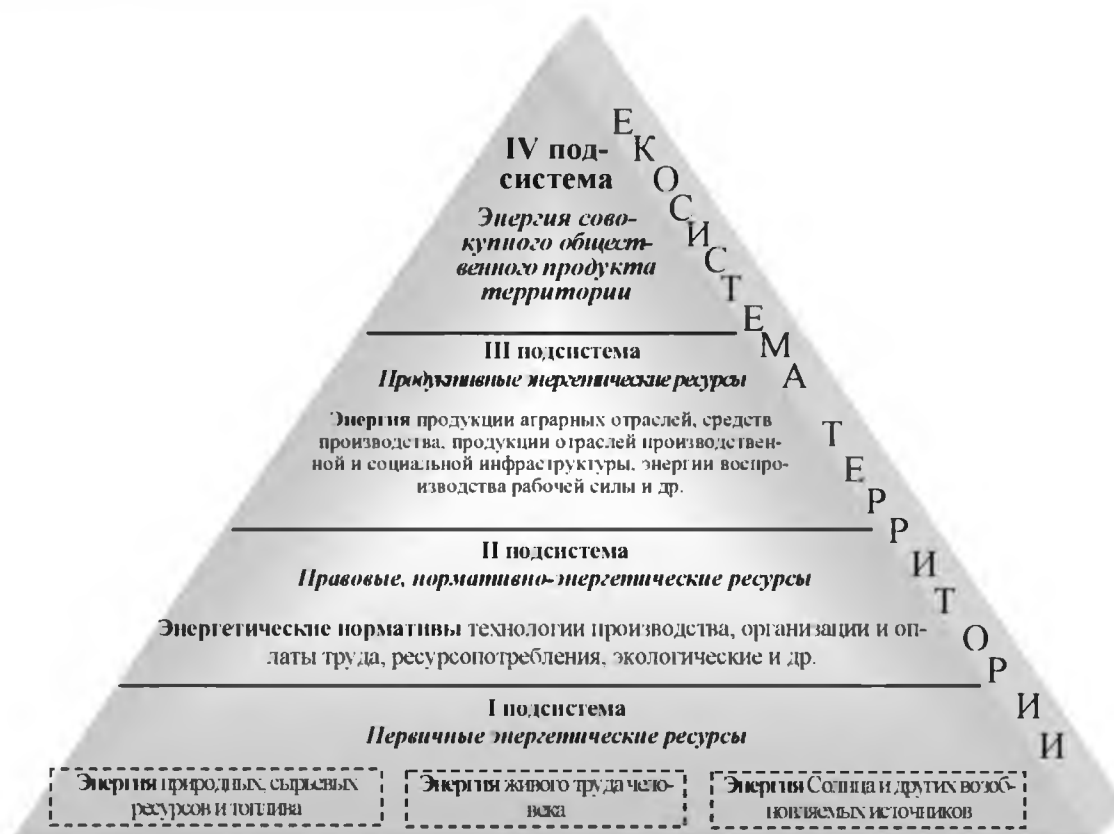 IV под-
система
Энергия сово-
купного общест-
венного продукта
территории
III подсистема
Продуктивные энергетические ресурсы
Энергия продукции аграрных отраслей, средств
производства, продукции отраслей производствен-
ной и социальной инфраструктуры, энергии воспро-
изводства рабочей силы и др.
II подсистема
Правовые, нормативно-энергетические ресурсы
Энергетические нормативы технологии производства, организации и оп-
латы труда, ресурсопотребления, экологические и др.
I подсистема
Первичные энергетические ресурсы
Энергия природных, сырьевых
ресурсов и топлива
Энергия живого труда чело-
века
Энергия Солнца и других возоб-
новляемых источников
ЕКОСИСТЕМА ТЕРРИТОРИИ